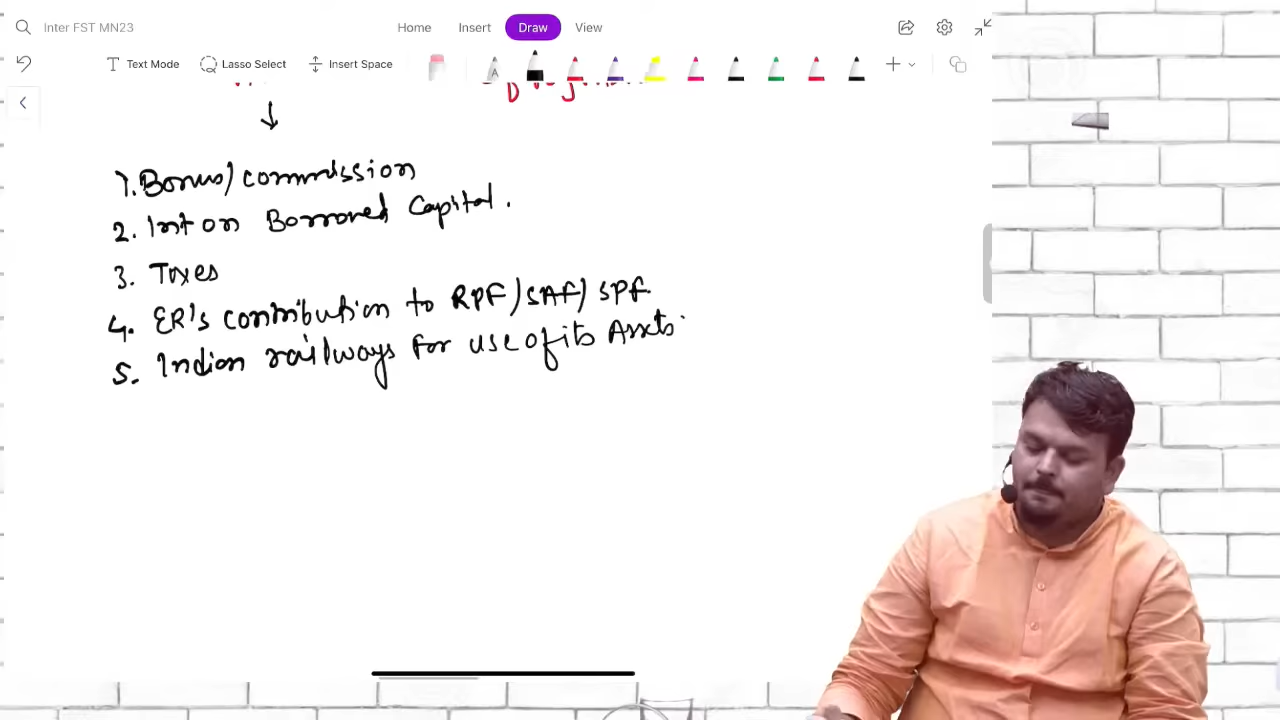 Inter FST MN23
Home Insert Draw View
Text Mode Lasso Select Insert Space
1. Bonus/commission
2. Int on Borrowed Capital.
3. Taxes
4. ER's contribution to RPF/SAF/SPF
5. Indian railways for use of its Assets.